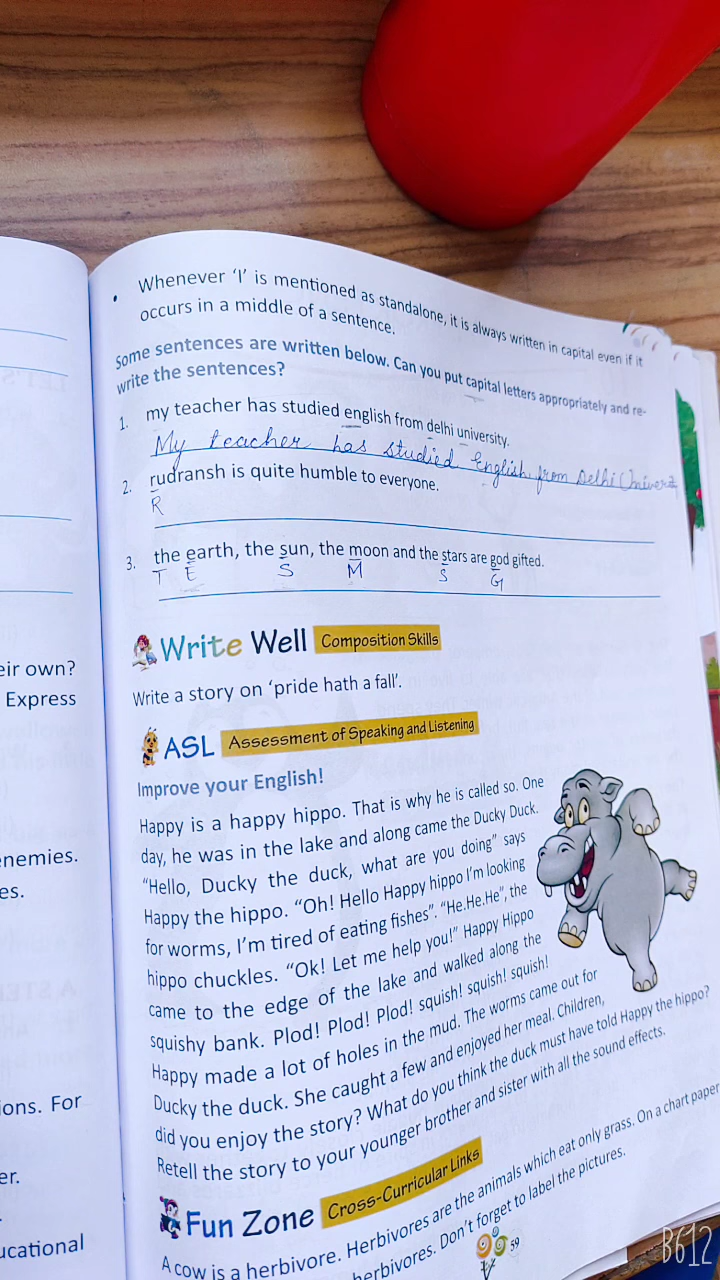 • Whenever 'I' is mentioned as standalone, it is always written in capital even if it
occurs in a middle of a sentence.
Some sentences are written below. Can you put capital letters appropriately and re-
write the sentences?
1. my teacher has studied english from delhi university.
My teacher has studied English from Delhi
2. rudransh is quite humble to everyone.
R
3. the earth, the sun, the moon and the stars are god gifted.
T E S M S G
Write Well Composition Skills
Write a story on 'pride hath a fall'.
ASL Assessment of Speaking and Listening
Improve your English!
Happy is a happy hippo. That is why he is called so. One
day, he was in the lake and along came the Ducky Duck.
"Hello, Ducky the duck, what are you doing" says
Happy the hippo. "Oh! Hello Happy hippo I'm looking
for worms, I'm tired of eating fishes". "He.He.He", the
hippo chuckles. "Ok! Let me help you!" Happy Hippo
came to the edge of the lake and walked along the
squishy bank. Plod! Plod! Plod! squish! squish! squish!
Happy made a lot of holes in the mud. The worms came out for
Ducky the duck. She caught a few and enjoyed her meal. Children,
did you enjoy the story? What do you think the duck must have told Happy the hippo?
Retell the story to your younger brother and sister with all the sound effects.
Fun Zone Cross-Curricular Links
A cow is a herbivore. Herbivores are the animals which eat only grass. On a chart paper
herbivores. Don't forget to label the pictures.
59
eir own?
Express
enemies.
es.
ions. For
er.
ucational
B612